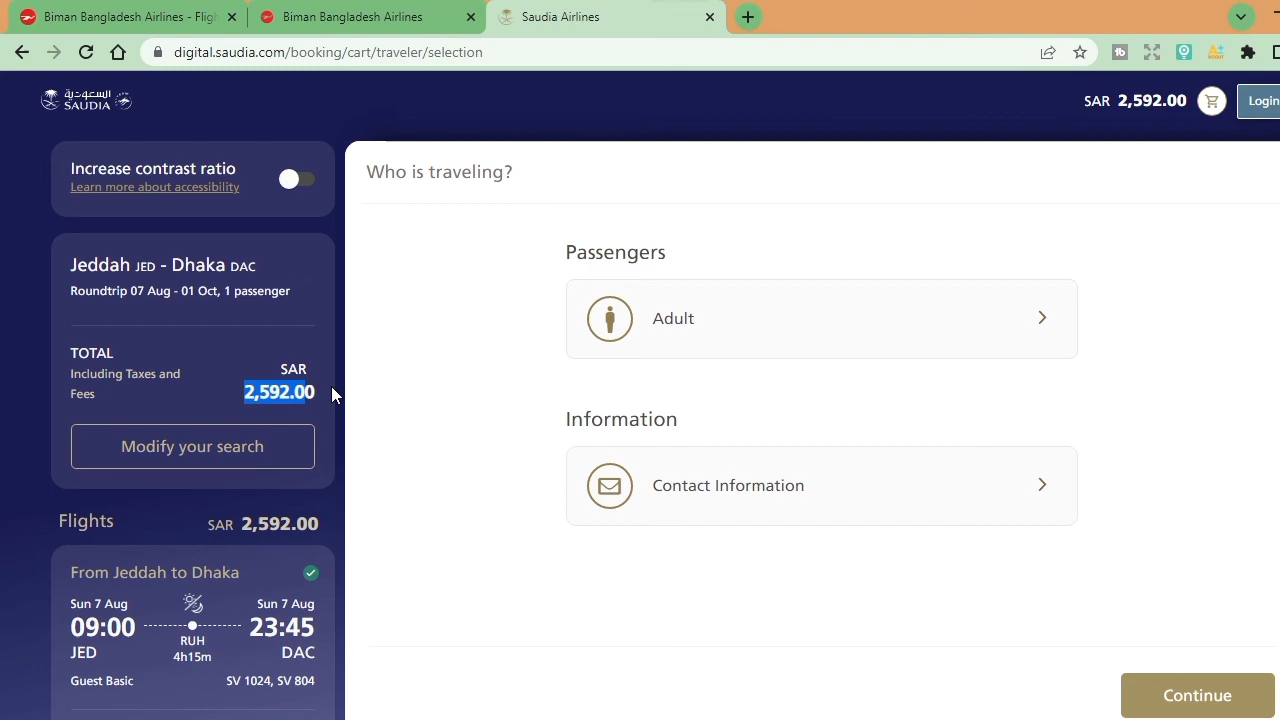 Biman Bangladesh Airlines - Fligh
Biman Bangladesh Airlines
Saudia Airlines
digital.saudia.com/booking/cart/traveler/selection
السعودية
SAUDIA
SAR 2,592.00
Login
Increase contrast ratio
Learn more about accessibility
Jeddah JED - Dhaka DAC
Roundtrip 07 Aug - 01 Oct, 1 passenger
TOTAL
Including Taxes and
Fees
SAR
2,592.00
Modify your search
Flights SAR 2,592.00
From Jeddah to Dhaka
Sun 7 Aug Sun 7 Aug
09:00 23:45
RUH
JED DAC
4h15m
Guest Basic SV 1024, SV 804
Who is traveling?
Passengers
Adult
Information
Contact Information
Continue